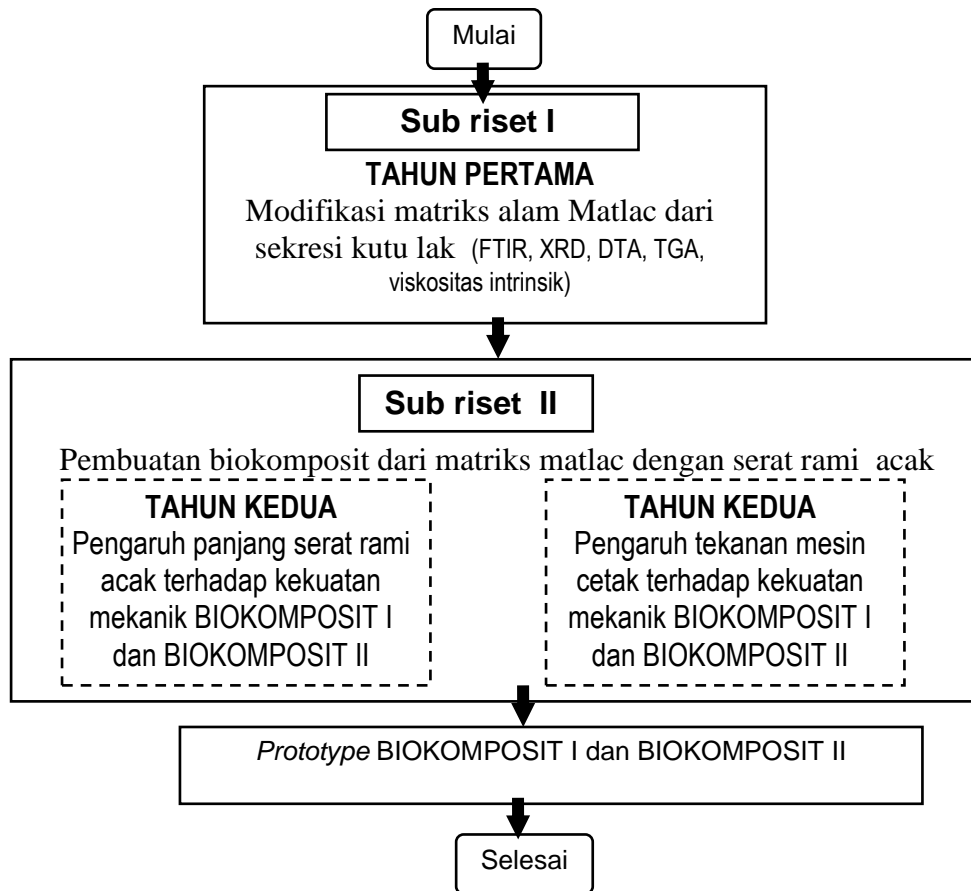 Mulai
Sub riset I
TAHUN PERTAMA
Modifikasi matriks alam Matlac dari
sekresi kutu lak (FTIR, XRD, DTA, TGA,
viskositas intrinsik)
Sub riset II
Pembuatan biokomposit dari matriks matlac dengan serat rami acak
TAHUN KEDUA
Pengaruh panjang serat rami
acak terhadap kekuatan
mekanik BIOKOMPOSIT I
dan BIOKOMPOSIT II
TAHUN KEDUA
Pengaruh tekanan mesin
cetak terhadap kekuatan
mekanik BIOKOMPOSIT I
dan BIOKOMPOSIT II
Prototype BIOKOMPOSIT I dan BIOKOMPOSIT II
Selesai